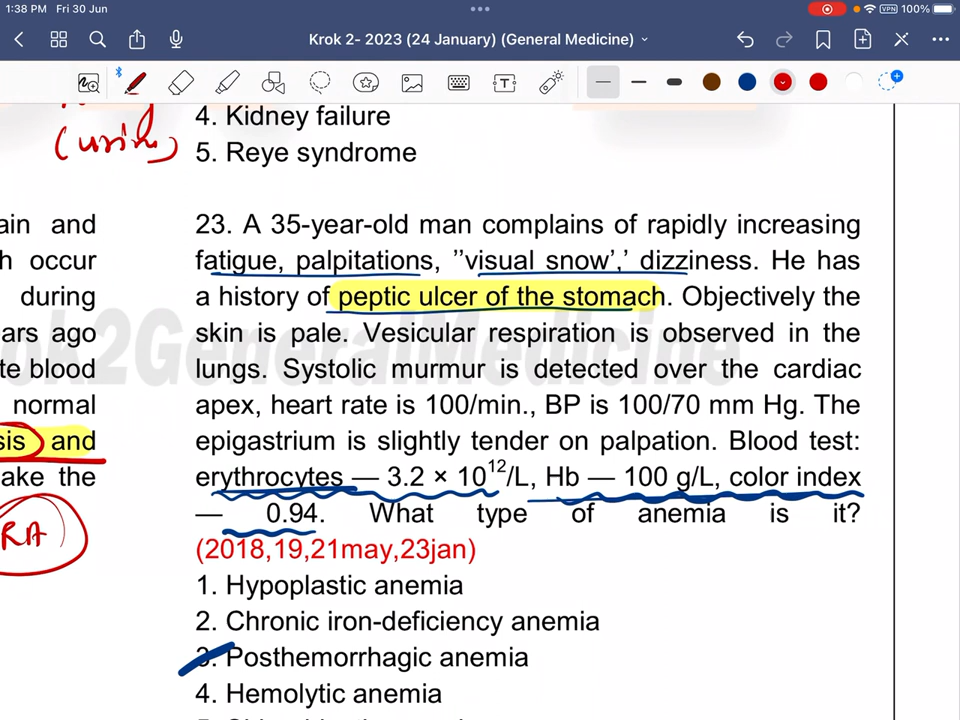 1:38 PM Fri 30 Jun
VPN 100%
Krok 2- 2023 (24 January) (General Medicine)
4. Kidney failure
(urine)
5. Reye syndrome
ain and
h occur
during
ars ago
te blood
normal
sis and
ake the
RA
23. A 35-year-old man complains of rapidly increasing
fatigue, palpitations, ''visual snow',' dizziness. He has
a history of peptic ulcer of the stomach. Objectively the
skin is pale. Vesicular respiration is observed in the
lungs. Systolic murmur is detected over the cardiac
apex, heart rate is 100/min., BP is 100/70 mm Hg. The
epigastrium is slightly tender on palpation. Blood test:
erythrocytes — 3.2 × 10¹²/L, Hb — 100 g/L, color index
— 0.94. What type of anemia is it?
(2018,19,21may,23jan)
1. Hypoplastic anemia
2. Chronic iron-deficiency anemia
3. Posthemorrhagic anemia
4. Hemolytic anemia
ok2GeneralMedicine